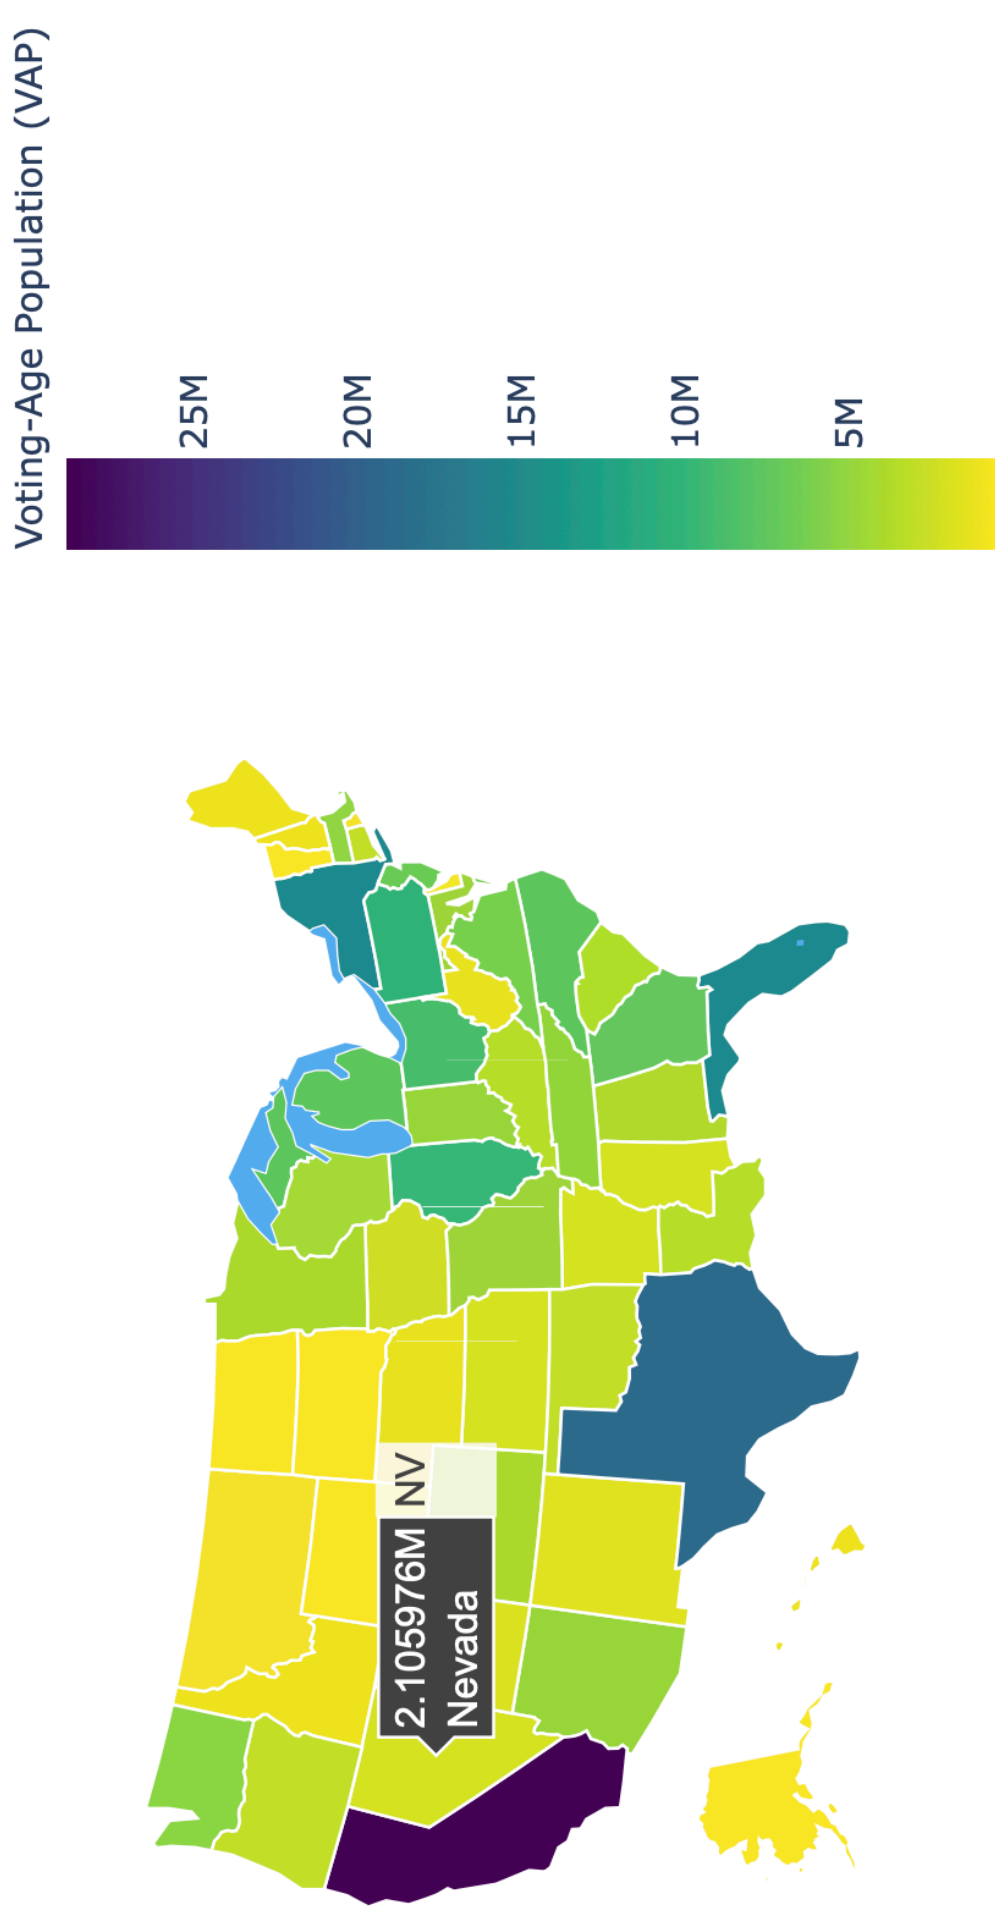 Voting-Age Population (VAP)
25M
20M
15M
10M
5M
2.105976M NV
Nevada